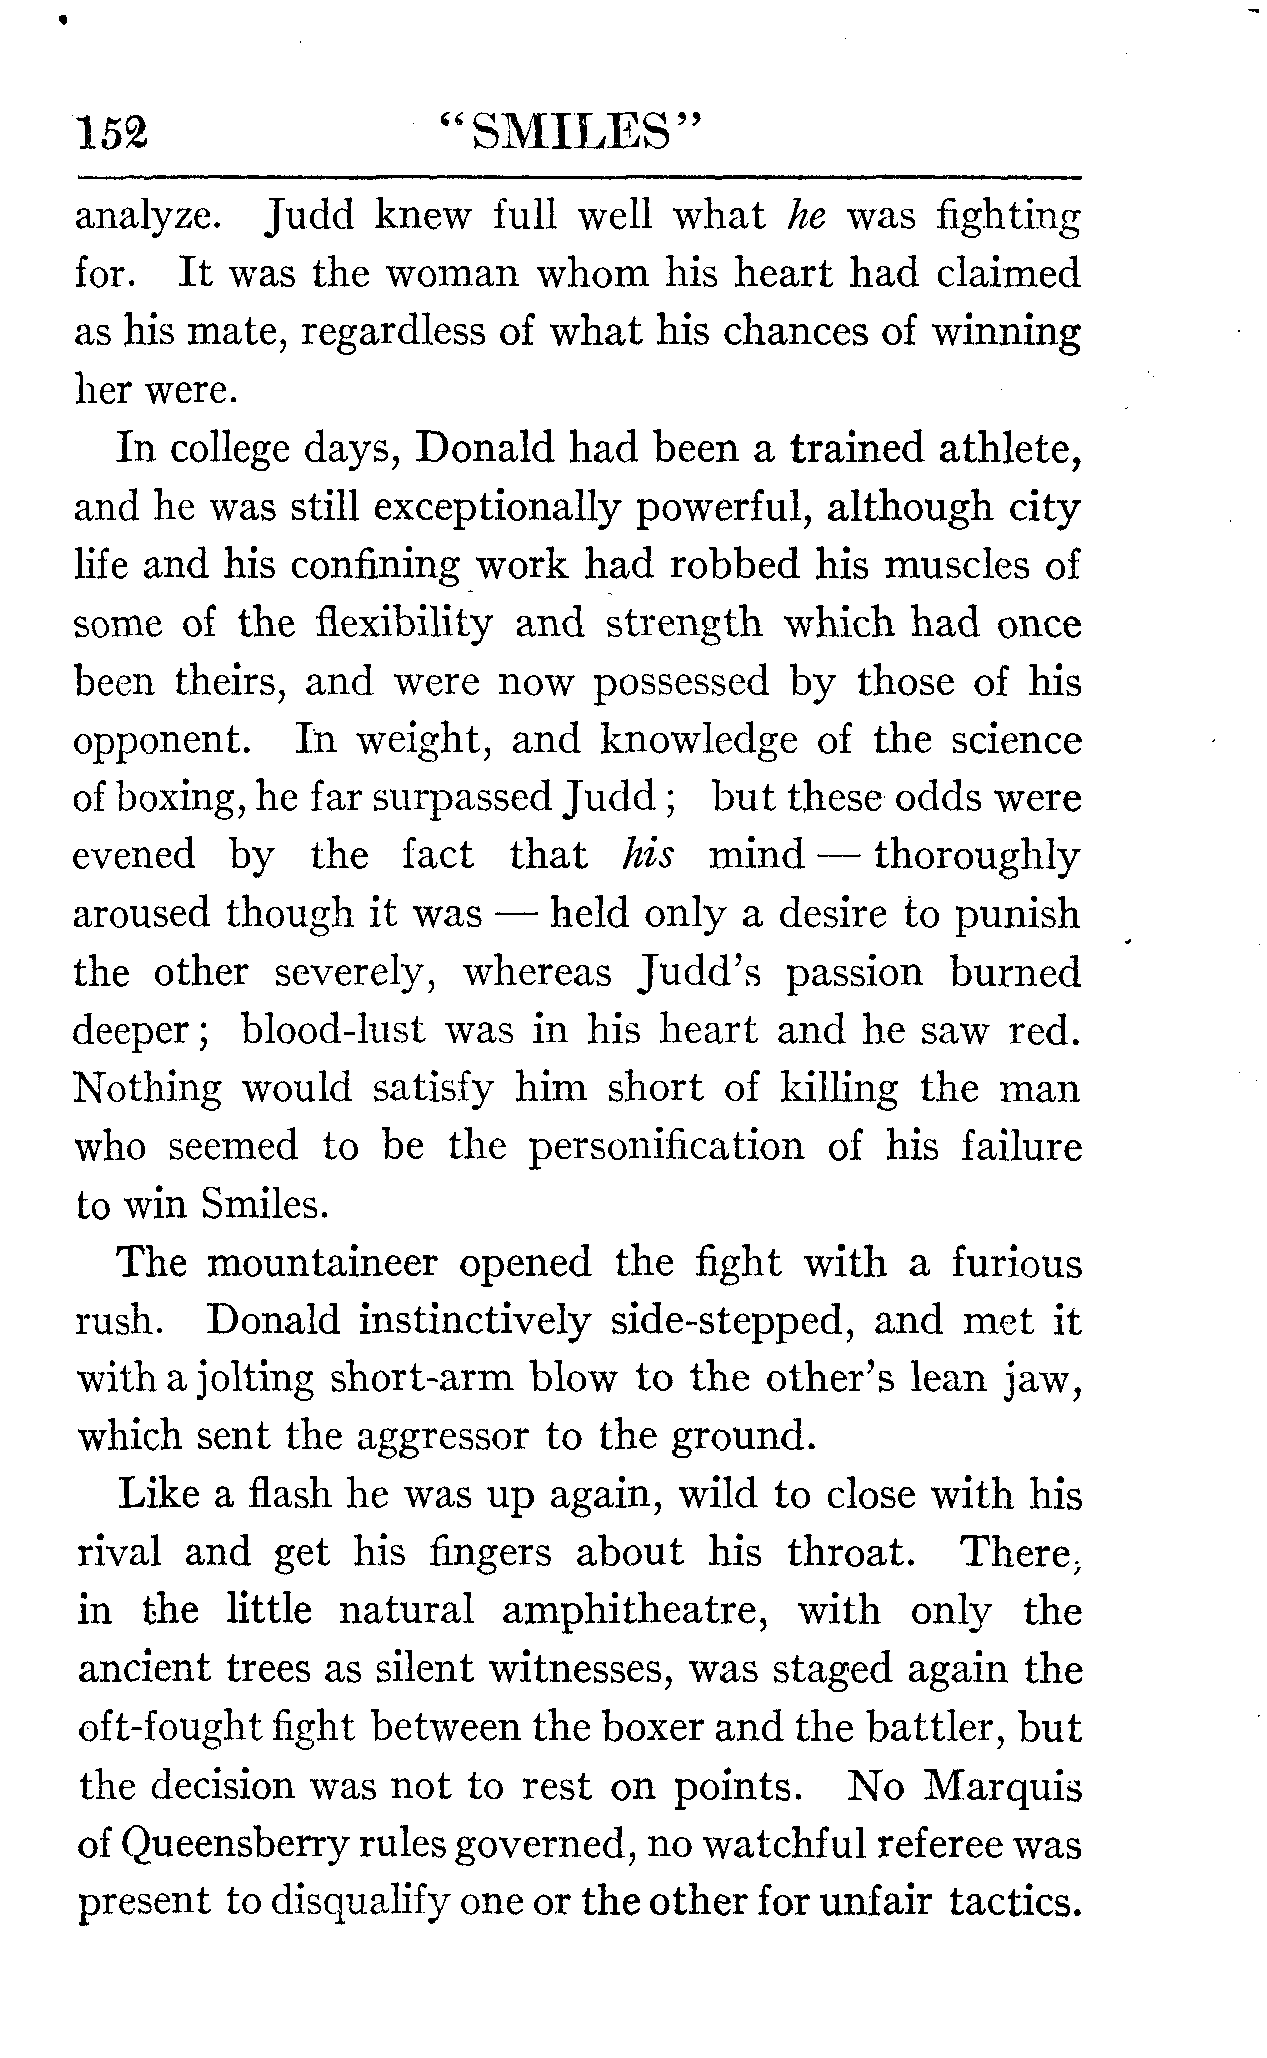 152 "SMILES"
analyze. Judd knew full well what he was fighting
for. It was the woman whom his heart had claimed
as his mate, regardless of what his chances of winning
her were.
In college days, Donald had been a trained athlete,
and he was still exceptionally powerful, although city
life and his confining work had robbed his muscles of
some of the flexibility and strength which had once
been theirs, and were now possessed by those of his
opponent. In weight, and knowledge of the science
of boxing, he far surpassed Judd; but these odds were
evened by the fact that his mind — thoroughly
aroused though it was — held only a desire to punish
the other severely, whereas Judd's passion burned
deeper; blood-lust was in his heart and he saw red.
Nothing would satisfy him short of killing the man
who seemed to be the personification of his failure
to win Smiles.
The mountaineer opened the fight with a furious
rush. Donald instinctively side-stepped, and met it
with a jolting short-arm blow to the other's lean jaw,
which sent the aggressor to the ground.
Like a flash he was up again, wild to close with his
rival and get his fingers about his throat. There,
in the little natural amphitheatre, with only the
ancient trees as silent witnesses, was staged again the
oft-fought fight between the boxer and the battler, but
the decision was not to rest on points. No Marquis
of Queensberry rules governed, no watchful referee was
present to disqualify one or the other for unfair tactics.